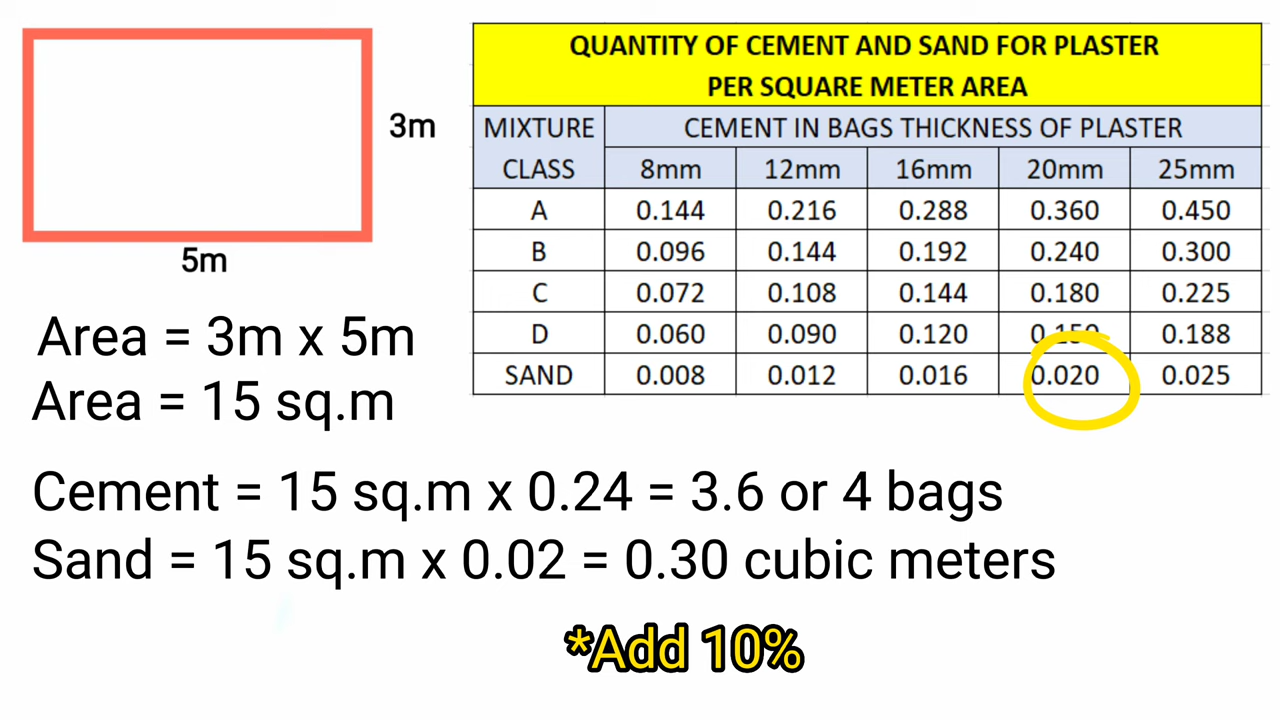 3m
5m
Area = 3m x 5m
Area = 15 sq.m
QUANTITY OF CEMENT AND SAND FOR PLASTER
PER SQUARE METER AREA
MIXTURE CLASS CEMENT IN BAGS THICKNESS OF PLASTER
8mm 12mm 16mm 20mm 25mm
A 0.144 0.216 0.288 0.360 0.450
B 0.096 0.144 0.192 0.240 0.300
C 0.072 0.108 0.144 0.180 0.225
D 0.060 0.090 0.120 0.150 0.188
SAND 0.008 0.012 0.016 0.020 0.025
Cement = 15 sq.m x 0.24 = 3.6 or 4 bags
Sand = 15 sq.m x 0.02 = 0.30 cubic meters
*Add 10%